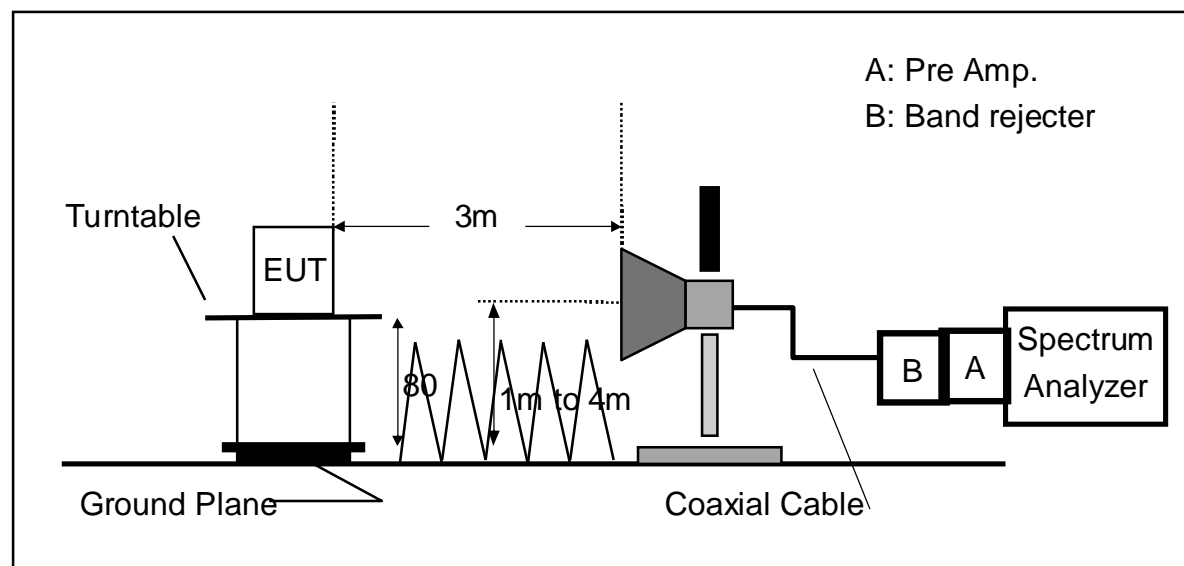 A: Pre Amp.
B: Band rejecter
Turntable
3m
EUT
80
1m to 4m
B
A
Spectrum
Analyzer
Ground Plane
Coaxial Cable